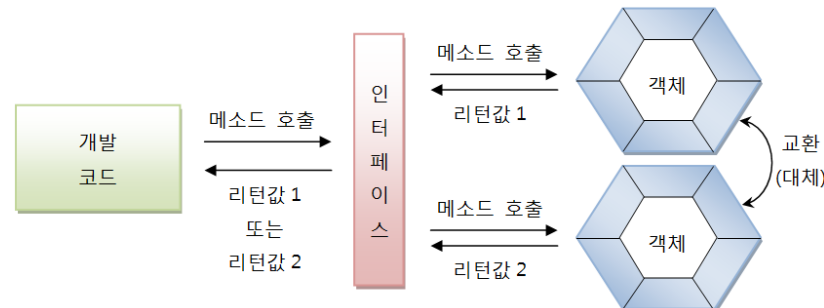 개발
코드
메소드 호출
리턴값 1
또는
리턴값 2
인
터
페
이
스
메소드 호출
리턴값 1
객체
메소드 호출
리턴값 2
객체
교환
(대체)